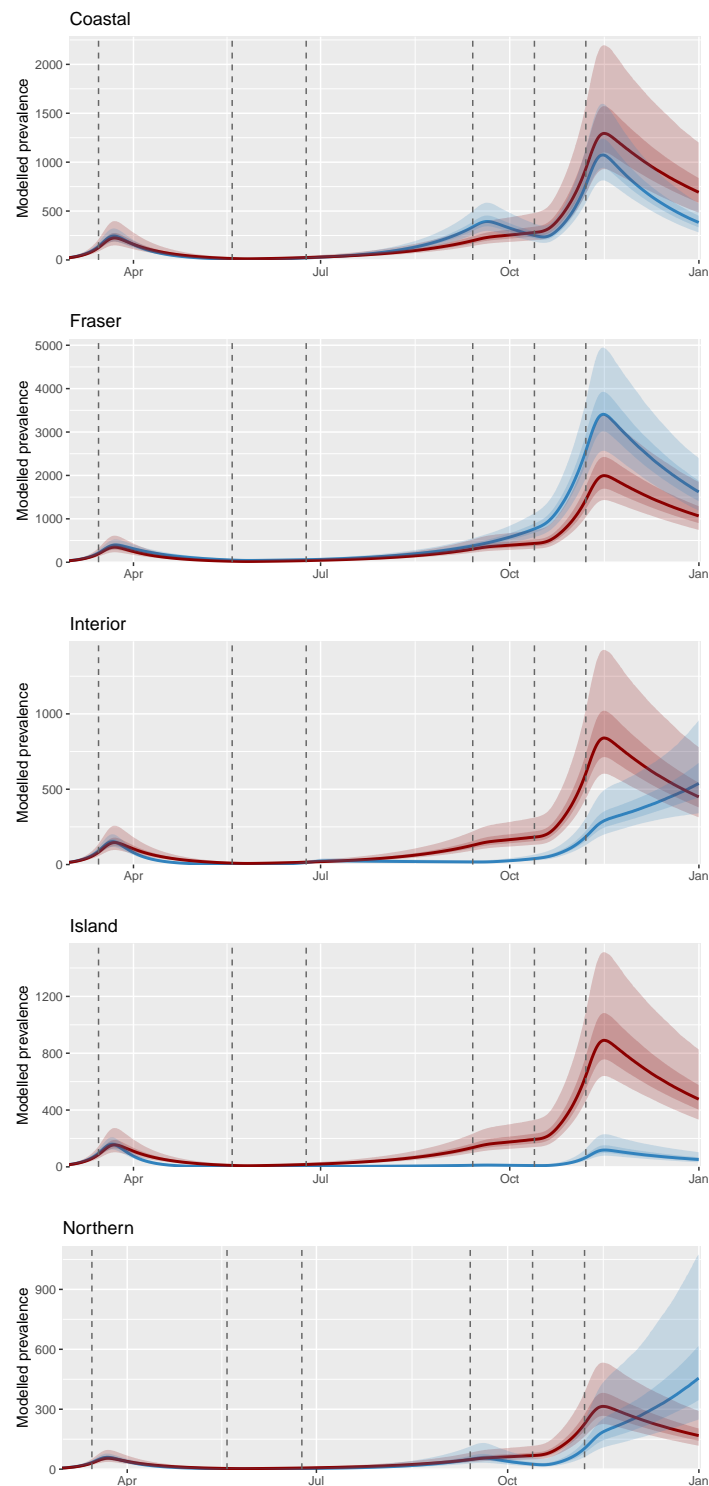 Coastal
Modelled prevalence
2000
1500
1000
500
0
Apr Jul Oct Jan
Fraser
Modelled prevalence
5000
4000
3000
2000
1000
0
Apr Jul Oct Jan
Interior
Modelled prevalence
1000
500
0
Apr Jul Oct Jan
Island
Modelled prevalence
1200
800
400
0
Apr Jul Oct Jan
Northern
Modelled prevalence
900
600
300
0
Apr Jul Oct Jan